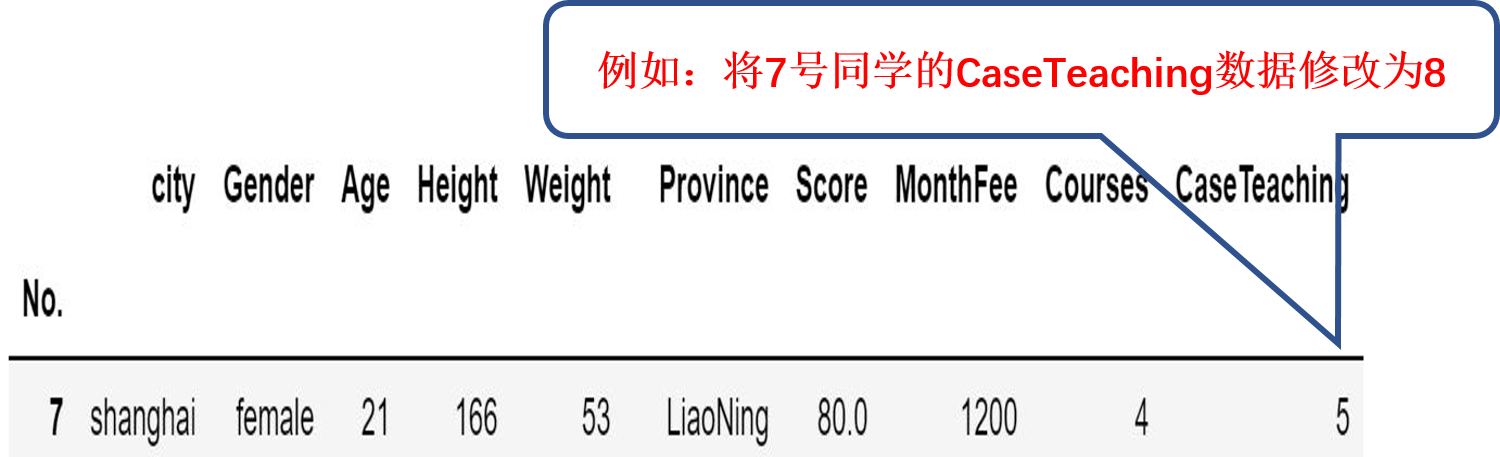 例如：将7号同学的CaseTeaching数据修改为8
city Gender Age Height Weight Province Score MonthFee Courses CaseTeaching
No.
7 shanghai female 21 166 53 LiaoNing 80.0 1200 4 5